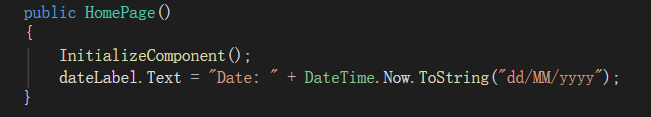 public HomePage()
{
InitializeComponent();
dateLabel.Text = "Date: " + DateTime.Now.ToString("dd/MM/yyyy");
}